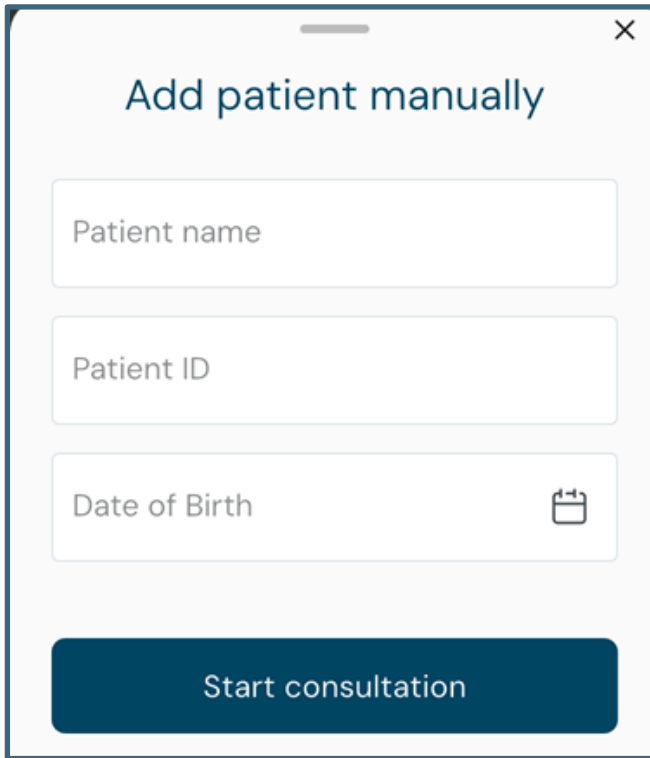 Add patient manually
Patient name
Patient ID
Date of Birth
Start consultation